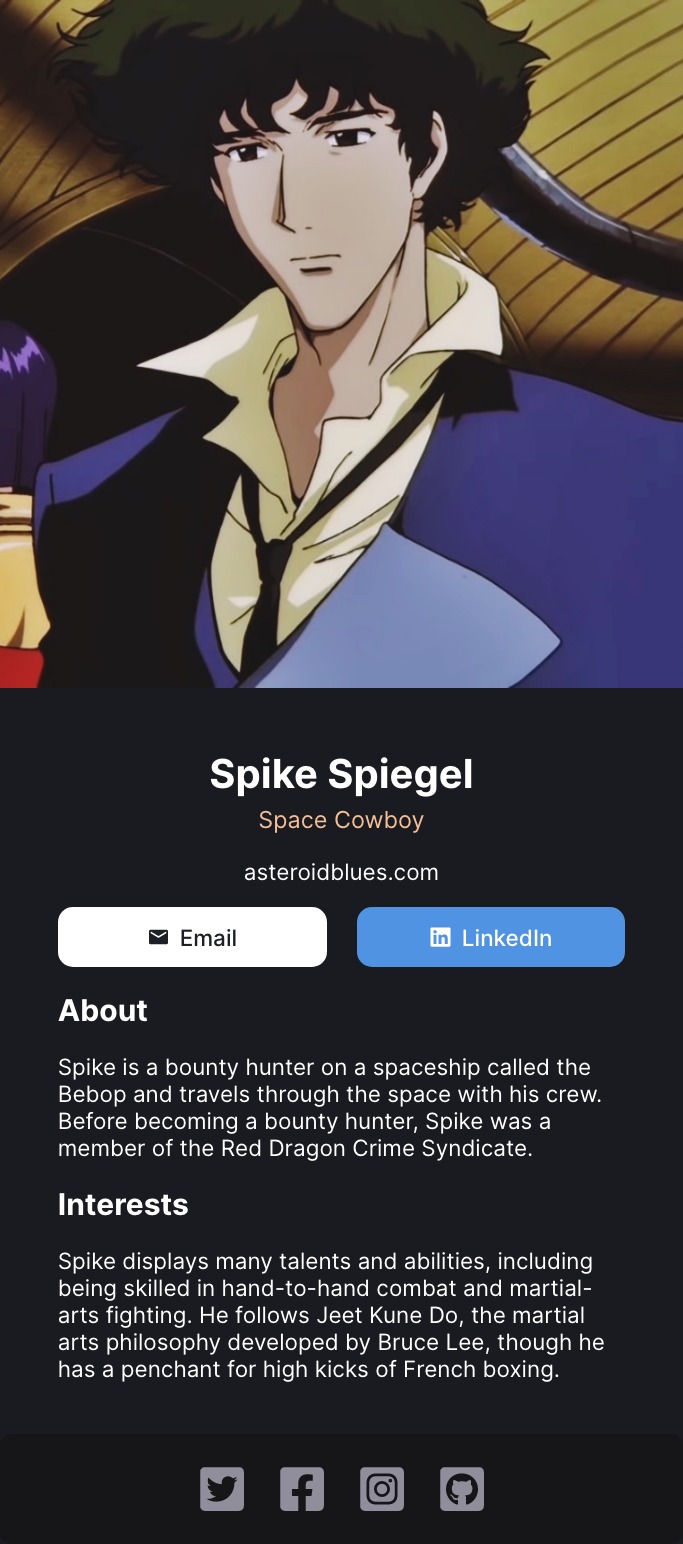 Spike Spiegel
Space Cowboy
asteroidblues.com
Email
LinkedIn
About
Spike is a bounty hunter on a spaceship called the
Bebop and travels through the space with his crew.
Before becoming a bounty hunter, Spike was a
member of the Red Dragon Crime Syndicate.
Interests
Spike displays many talents and abilities, including
being skilled in hand-to-hand combat and martial-
arts fighting. He follows Jeet Kune Do, the martial
arts philosophy developed by Bruce Lee, though he
has a penchant for high kicks of French boxing.